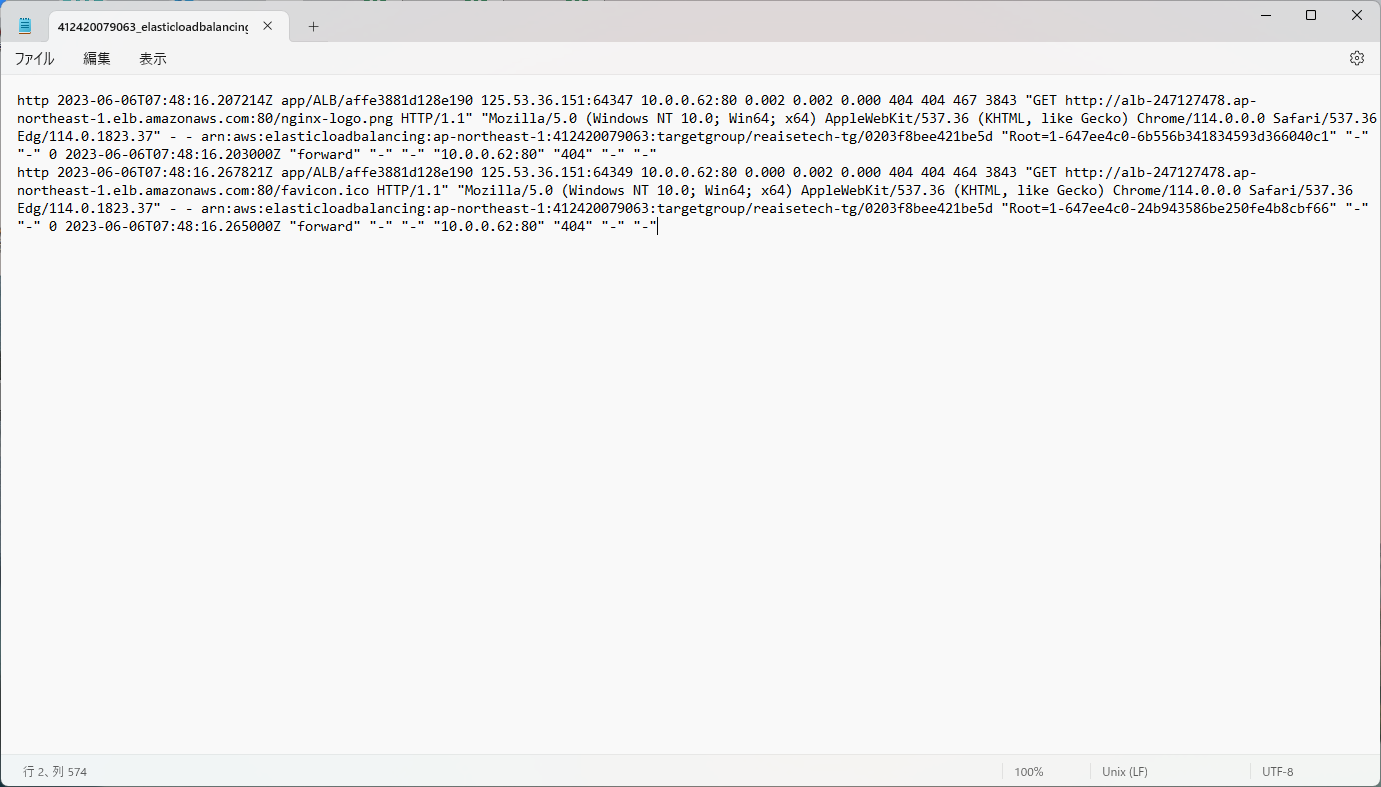 412420079063_elasticloadbalancing
ファイル 編集 表示
http 2023-06-06T07:48:16.207214Z app/ALB/affe3881d128e190 125.53.36.151:64347 10.0.0.62:80 0.002 0.002 0.000 404 404 467 3843 "GET http://alb-247127478.ap-
northeast-1.elb.amazonaws.com:80/nginx-logo.png HTTP/1.1" "Mozilla/5.0 (Windows NT 10.0; Win64; x64) AppleWebKit/537.36 (KHTML, like Gecko) Chrome/114.0.0.0 Safari/537.36
Edg/114.0.1823.37" - - arn:aws:elasticloadbalancing:ap-northeast-1:412420079063:targetgroup/reaisetech-tg/0203f8bee421be5d "Root=1-647ee4c0-6b556b341834593d366040c1" "-"
"-" 0 2023-06-06T07:48:16.203000Z "forward" "-" "-" "10.0.0.62:80" "404" "-" "-"
http 2023-06-06T07:48:16.267821Z app/ALB/affe3881d128e190 125.53.36.151:64349 10.0.0.62:80 0.000 0.002 0.000 404 404 464 3843 "GET http://alb-247127478.ap-
northeast-1.elb.amazonaws.com:80/favicon.ico HTTP/1.1" "Mozilla/5.0 (Windows NT 10.0; Win64; x64) AppleWebKit/537.36 (KHTML, like Gecko) Chrome/114.0.0.0 Safari/537.36
Edg/114.0.1823.37" - - arn:aws:elasticloadbalancing:ap-northeast-1:412420079063:targetgroup/reaisetech-tg/0203f8bee421be5d "Root=1-647ee4c0-24b943586be250fe4b8cbf66" "-"
"-" 0 2023-06-06T07:48:16.265000Z "forward" "-" "-" "10.0.0.62:80" "404" "-" "-"
行 2、列 574 100% Unix (LF) UTF-8